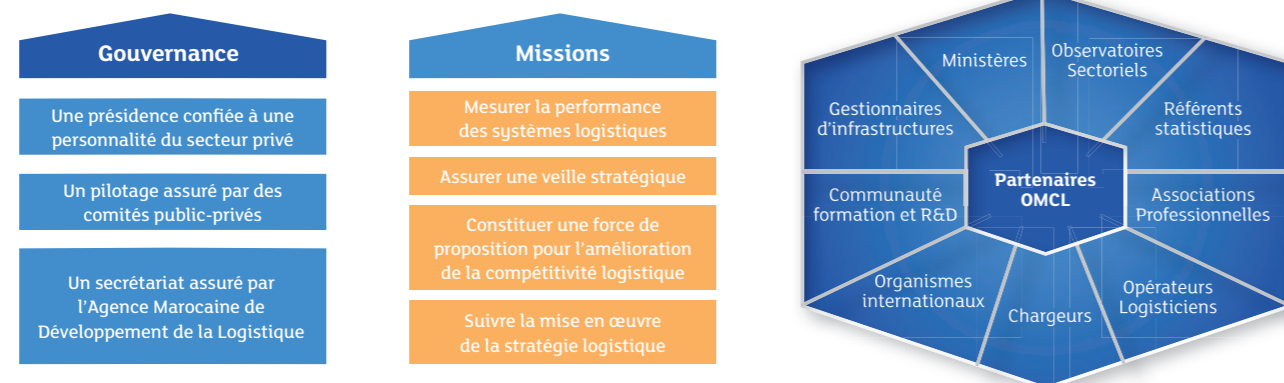 Gouvernance
Une présidence confiée à une
personnalité du secteur privé
Un pilotage assuré par des
comités public-privés
Un secrétariat assuré par
l'Agence Marocaine de
Développement de la Logistique
Missions
Mesurer la performance
des systèmes logistiques
Assurer une veille stratégique
Constituer une force de
proposition pour l'amélioration
de la compétitivité logistique
Suivre la mise en œuvre
de la stratégie logistique
Ministères
Observatoires
Sectoriels
Gestionnaires
d'infrastructures
Référents
statistiques
Partenaires
OMCL
Communauté
formation et R&D
Associations
Professionnelles
Organismes
internationaux
Chargeurs
Opérateurs
Logisticiens